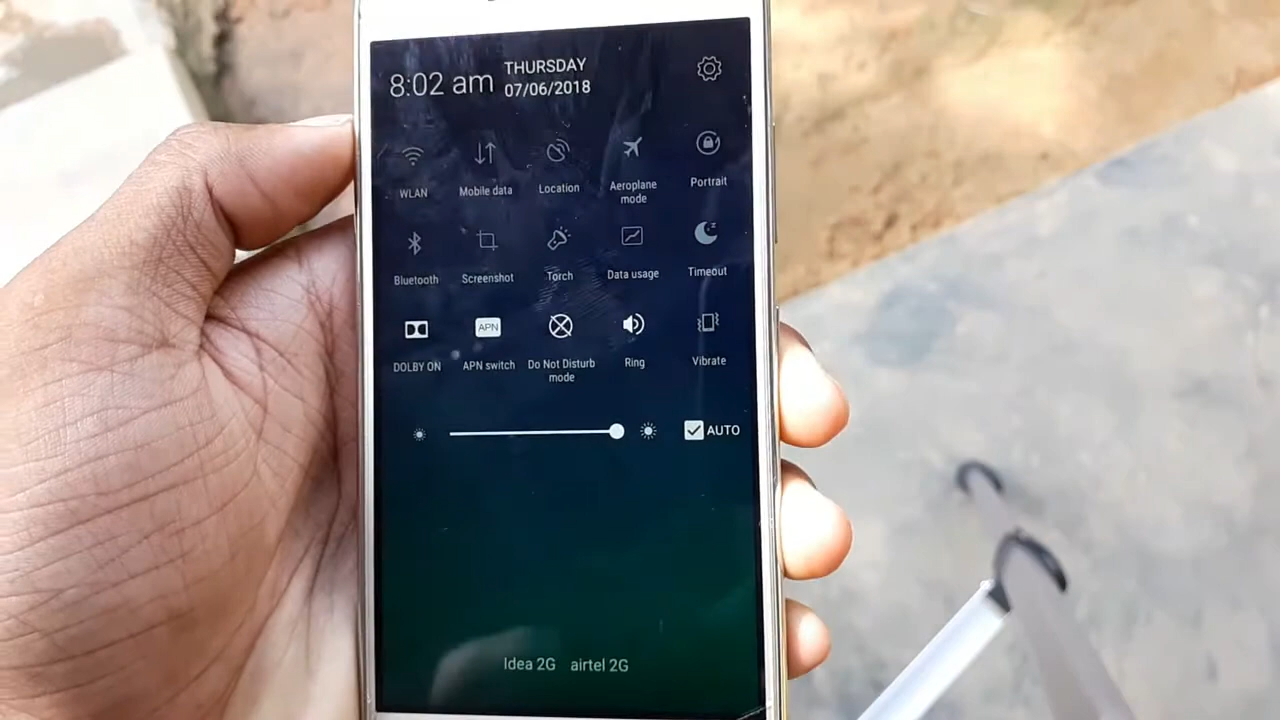 8:02 am
THURSDAY
07/06/2018
WLAN
Mobile data
Location
Aeroplane
mode
Portrait
Bluetooth
Screenshot
Torch
Data usage
Timeout
DOLBY ON
APN
APN switch
Do Not Disturb
mode
Ring
Vibrate
AUTO
Idea 2G airtel 2G